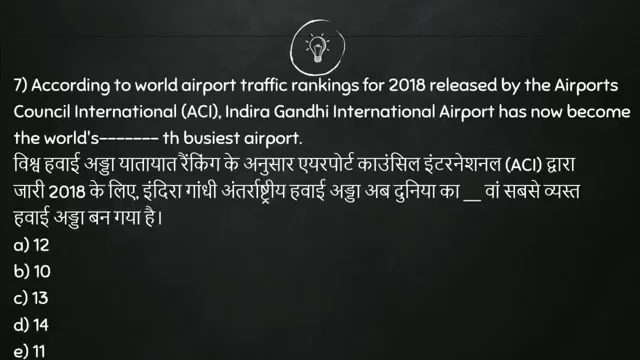 7) According to world airport traffic rankings for 2018 released by the Airports
Council International (ACI), Indira Gandhi International Airport has now become
the world's------- th busiest airport.
विश्व हवाई अड्डा यातायात रैंकिंग के अनुसार एयरपोर्ट काउंसिल इंटरनेशनल (ACI) द्वारा
जारी 2018 के लिए, इंदिरा गांधी अंतर्राष्ट्रीय हवाई अड्डा अब दुनिया का __ वां सबसे व्यस्त
हवाई अड्डा बन गया है।
a) 12
b) 10
c) 13
d) 14
e) 11